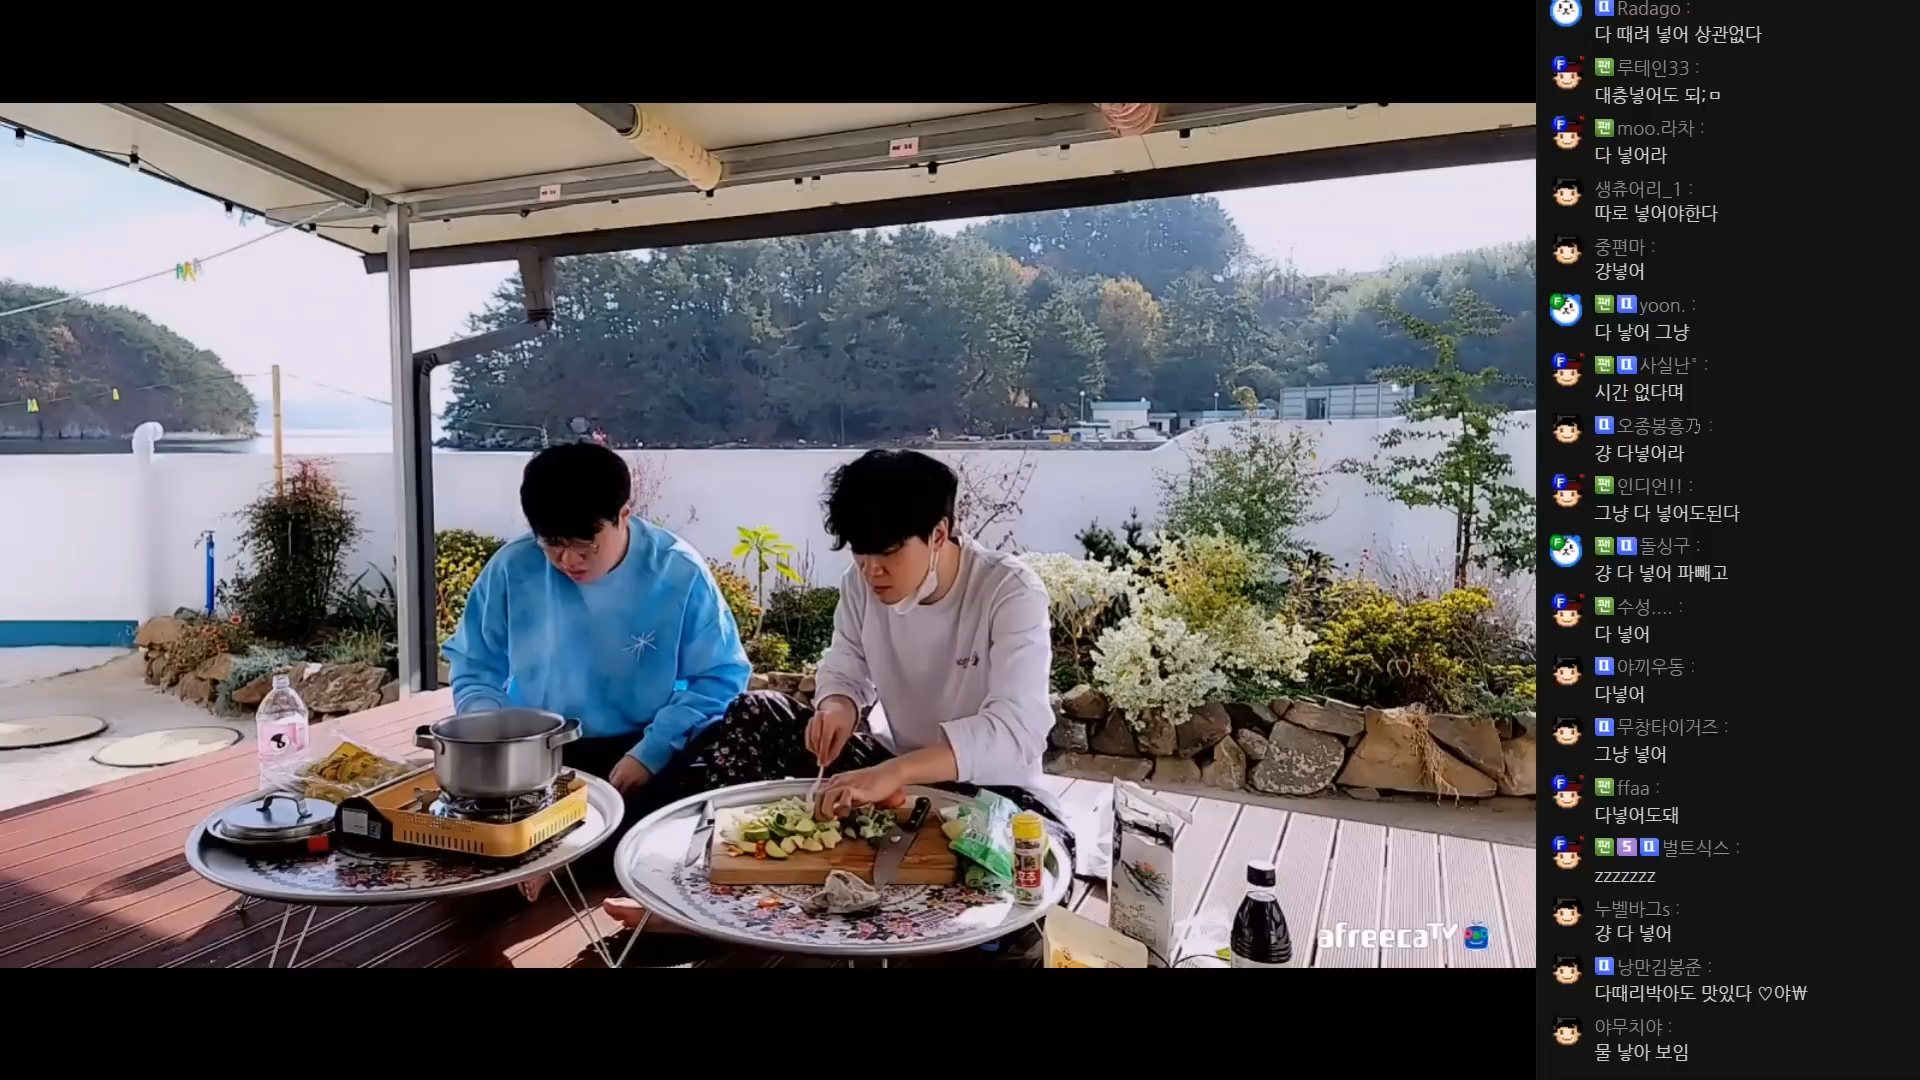 afreecaTV
후추
Radago :
다 때려 넣어 상관없다
팬 루테인33 :
대충넣어도 되;ㅁ
팬 moo.라차 :
다 넣어라
생츄어리_1 :
따로 넣어야한다
중편마 :
걍넣어
팬 yoon. :
다 낳어 그냥
팬 사실난˚ :
시간 없다며
오종봉흥乃 :
걍 다넣어라
팬 인디언!! :
그냥 다 넣어도된다
팬 돌싱구 :
걍 다 넣어 파빼고
팬 수성.... :
다 넣어
야끼우동 :
다넣어
무창타이거즈 :
그냥 넣어
팬 ffaa :
다넣어도돼
팬 S 벌트식스 :
zzzzzzz
누벨바그s :
걍 다 넣어
낭만김봉준 :
다때리박아도 맛있다 ♡야₩
야무치야 :
물 낳아 보임